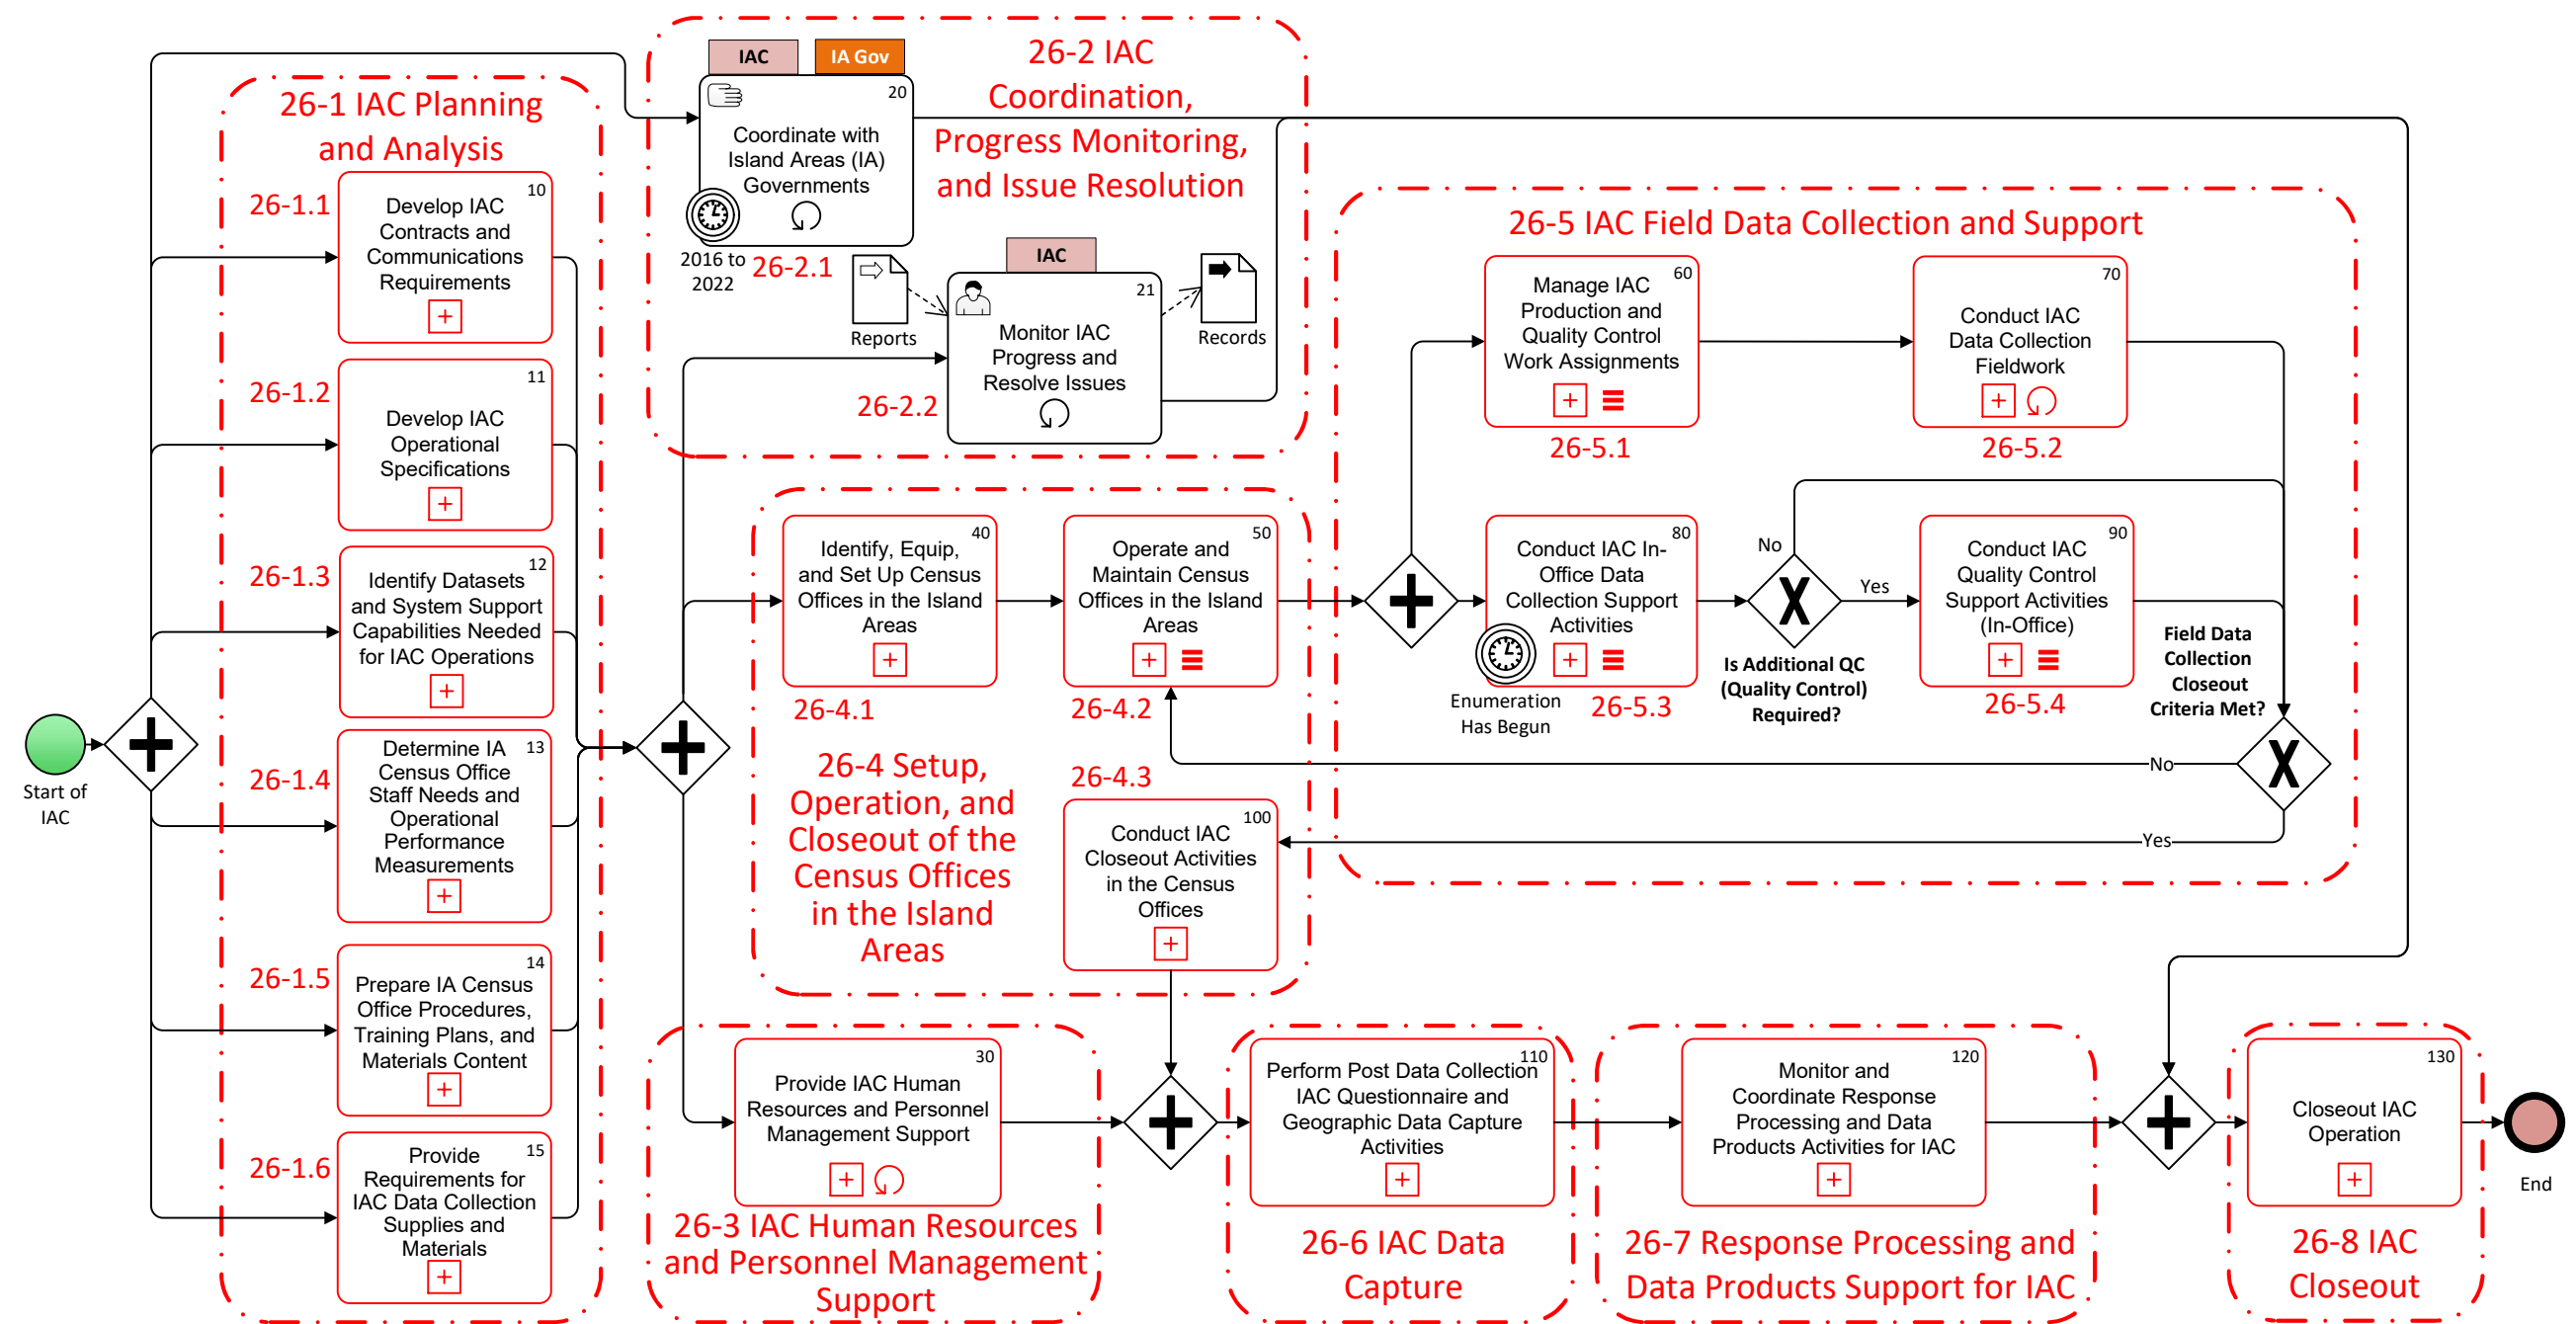 Start of
IAC
26-1 IAC Planning
and Analysis
26-1.1
10
Develop IAC
Contracts and
Communications
Requirements
26-1.2
11
Develop IAC
Operational
Specifications
26-1.3
12
Identify Datasets
and System Support
Capabilities Needed
for IAC Operations
26-1.4
13
Determine IA
Census Office
Staff Needs and
Operational
Performance
Measurements
26-1.5
14
Prepare IA Census
Office Procedures,
Training Plans, and
Materials Content
26-1.6
15
Provide
Requirements for
IAC Data Collection
Supplies and
Materials
26-2 IAC
Coordination,
Progress Monitoring,
and Issue Resolution
IAC
IA Gov
20
Coordinate with
Island Areas (IA)
Governments
2016 to
2022
26-2.1
Reports
IAC
21
Monitor IAC
Progress and
Resolve Issues
Records
26-2.2
40
Identify, Equip,
and Set Up Census
Offices in the Island
Areas
26-4.1
50
Operate and
Maintain Census
Offices in the Island
Areas
26-4.2
26-4 Setup,
Operation, and
Closeout of the
Census Offices
in the Island
Areas
26-4.3
100
Conduct IAC
Closeout Activities
in the Census
Offices
26-5 IAC Field Data Collection and Support
60
Manage IAC
Production and
Quality Control
Work Assignments
26-5.1
70
Conduct IAC
Data Collection
Fieldwork
26-5.2
80
Conduct IAC In-
Office Data
Collection Support
Activities
Enumeration
Has Begun
26-5.3
No
Yes
Is Additional QC
(Quality Control)
Required?
90
Conduct IAC
Quality Control
Support Activities
(In-Office)
26-5.4
Field Data
Collection
Closeout
Criteria Met?
No
Yes
30
Provide IAC Human
Resources and Personnel
Management Support
26-3 IAC Human Resources
and Personnel Management
Support
110
Perform Post Data Collection
IAC Questionnaire and
Geographic Data Capture
Activities
26-6 IAC Data
Capture
120
Monitor and
Coordinate Response
Processing and Data
Products Activities for IAC
26-7 Response Processing and
Data Products Support for IAC
130
Closeout IAC
Operation
26-8 IAC
Closeout
End